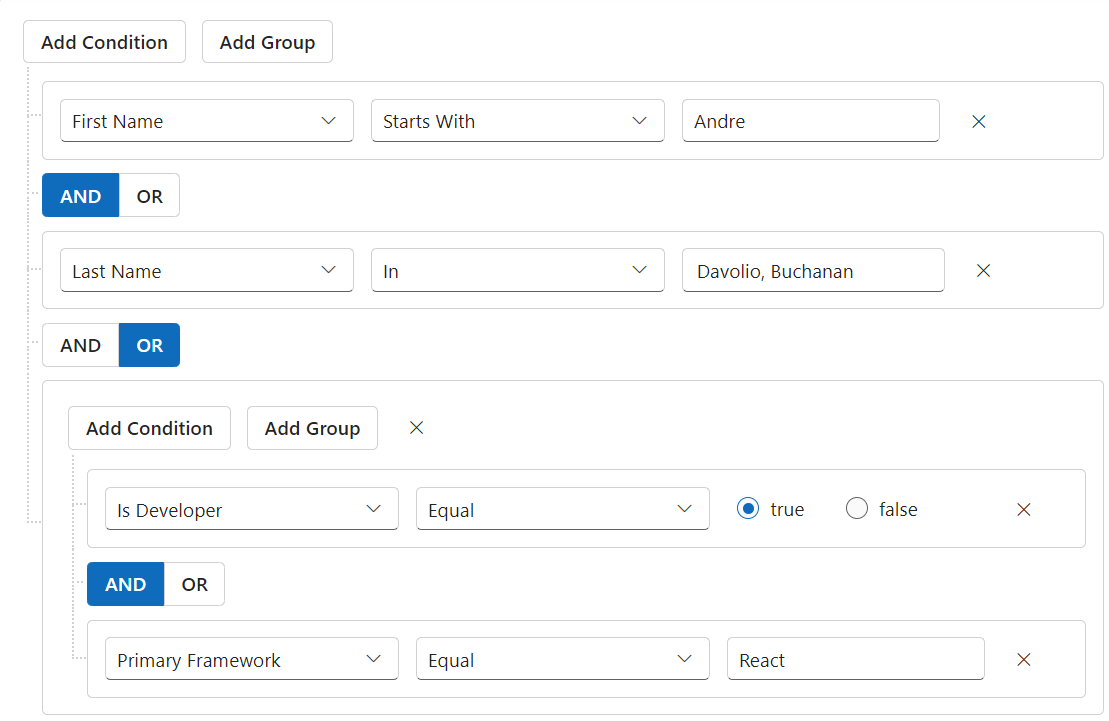 Add Condition Add Group
First Name Starts With Andre
AND OR
Last Name In Davolio, Buchanan
AND OR
Add Condition Add Group
Is Developer Equal true false
AND OR
Primary Framework Equal React